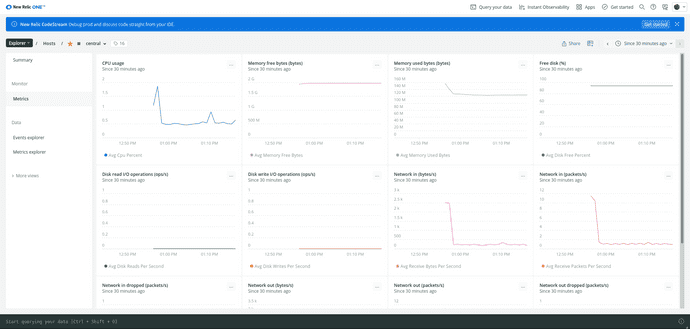 New Relic ONE™
Query your data
Instant Observability
Apps
Get started
New Relic CodeStream Debug prod and discuss code straight from your IDE.
Get started
Explorer / Hosts / central
Share
Since 30 minutes ago
Summary
Monitor
Metrics
Data
Events explorer
Metrics explorer
+ More views
CPU usage
Since 30 minutes ago
2
1.5
1
0.5
0
12:50 PM 01:00 PM 01:10 PM
Avg Cpu Percent
Memory free bytes (bytes)
Since 30 minutes ago
2 G
1.5 G
1 G
500 M
0
12:50 PM 01:00 PM 01:10 PM
Avg Memory Free Bytes
Memory used bytes (bytes)
Since 30 minutes ago
160 M
140 M
120 M
100 M
80 M
60 M
40 M
20 M
0
12:50 PM 01:00 PM 01:10 PM
Avg Memory Used Bytes
Free disk (%)
Since 30 minutes ago
100
80
60
40
20
0
12:50 PM 01:00 PM 01:10 PM
Avg Disk Free Percent
Disk read I/O operations (ops/s)
Since 30 minutes ago
1
0.8
0.6
0.4
0.2
0
12:50 PM 01:00 PM 01:10 PM
Avg Disk Reads Per Second
Disk write I/O operations (ops/s)
Since 30 minutes ago
1
0.8
0.6
0.4
0.2
0
12:50 PM 01:00 PM 01:10 PM
Avg Disk Writes Per Second
Network in (bytes/s)
Since 30 minutes ago
3 k
2.5 k
2 k
1.5 k
1 k
500
0
12:50 PM 01:00 PM 01:10 PM
Avg Receive Bytes Per Second
Network in (packets/s)
Since 30 minutes ago
12
10
8
6
4
2
0
12:50 PM 01:00 PM 01:10 PM
Avg Receive Packets Per Second
Network in dropped (packets/s)
Since 30 minutes ago
1
Network out (bytes/s)
Since 30 minutes ago
3.5 k
Network out (packets/s)
Since 30 minutes ago
12
Network out dropped (packets/s)
Since 30 minutes ago
1
Start querying your data [Ctrl + Shift + O]